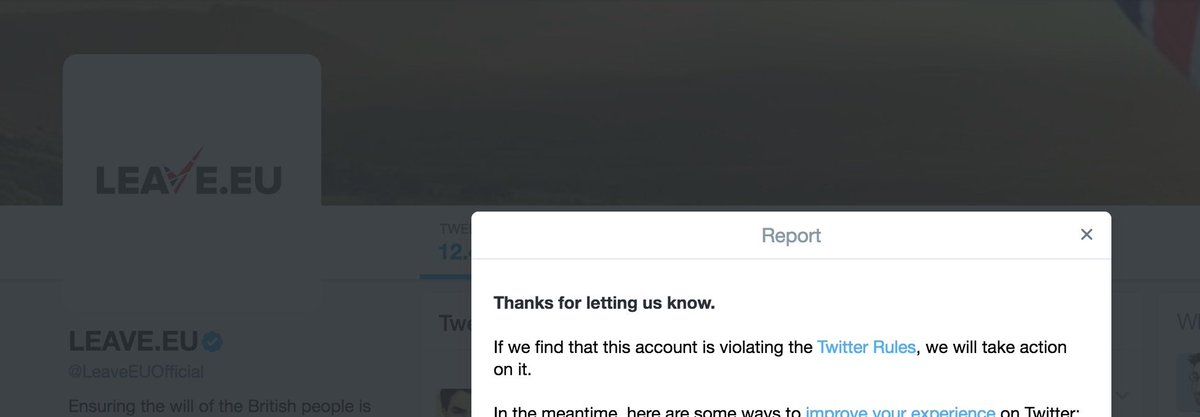 LEAVE.EU
TWE
12.
Report
Thanks for letting us know.
LEAVE.EU
Twe
@LeaveEUOfficial
If we find that this account is violating the Twitter Rules, we will take action
on it.
Ensuring the will of the British people is
In the meantime, here are some ways to improve your experience on Twitter: